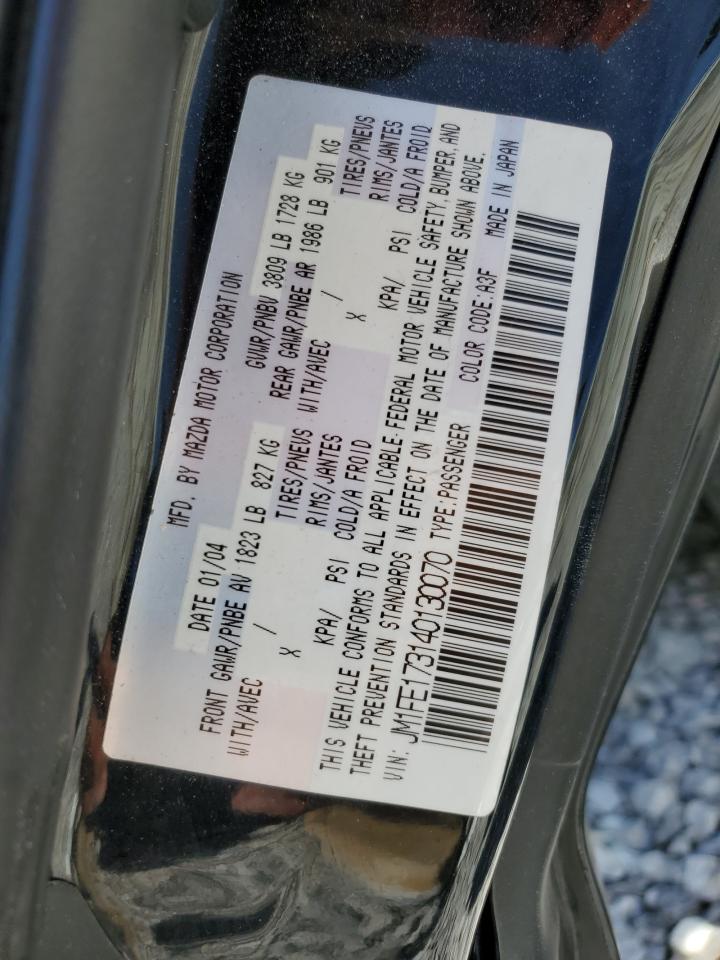 MFD. BY MAZDA MOTOR CORPORATION
DATE 01/04 GVWR/PNBV 3809 LB 1728 KG
FRONT GAWR/PNBE AV 1823 LB 827 KG REAR GAWR/PNBE AR 1986 LB 901 KG
WITH/AVEC TIRES/PNEUS WITH/AVEC TIRES/PNEUS
X / RIMS/JANTES X / RIMS/JANTES
KPA/ PSI COLD/A FROID KPA/ PSI COLD/A FROID
THIS VEHICLE CONFORMS TO ALL APPLICABLE FEDERAL MOTOR VEHICLE SAFETY, BUMPER, AND
THEFT PREVENTION STANDARDS IN EFFECT ON THE DATE OF MANUFACTURE SHOWN ABOVE.
VIN: JM1FE173140130070 TYPE:PASSENGER COLOR CODE:A3F MADE IN JAPAN